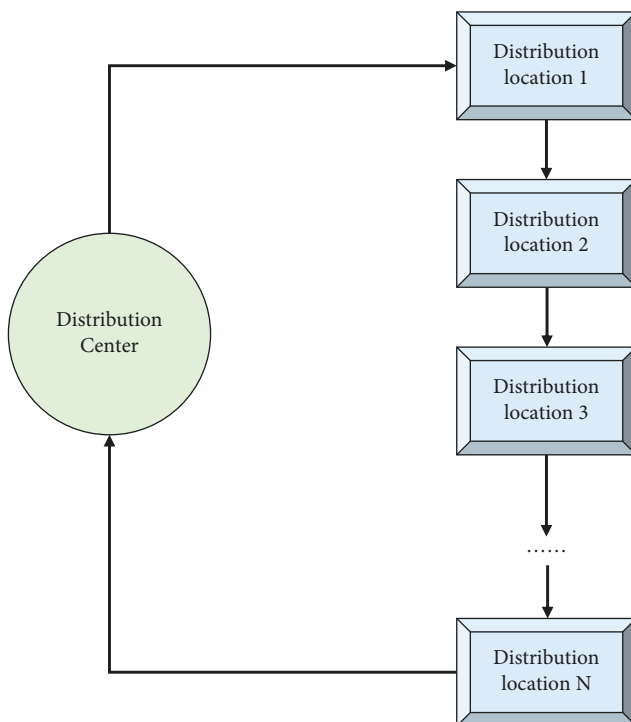 Distribution
location 1
Distribution
location 2
Distribution
Center
Distribution
location 3
......
Distribution
location N